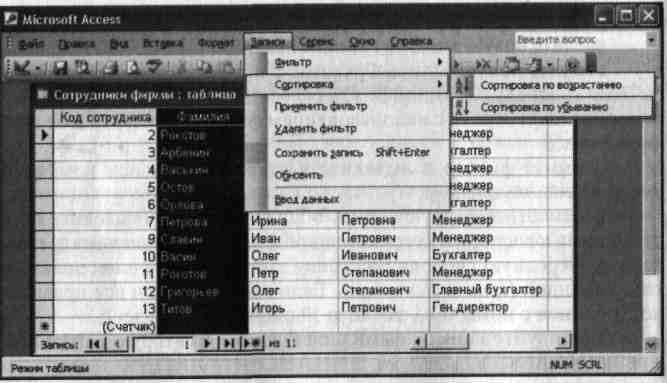 Microsoft Access
Файл Правка Вид Вставка Формат Записи Сервис Окно Справка Введите вопрос
Фильтр
Сортировка
Применить фильтр
Удалить фильтр
Сохранить запись Shift+Enter
Обновить
Ввод данных
Сортировка по возрастанию
Сортировка по убыванию
Сотрудники фирмы : таблица
Код сотрудника Фамилия
2 Рокотов неджер
3 Арбенин хгалтер
4 Васькин неджер
5 Остов неджер
6 Орлова хгалтер
7 Петрова Ирина Петровна Менеджер
9 Славин Иван Петрович Менеджер
10 Васин Олег Иванович Бухгалтер
11 Рокотов Петр Степанович Менеджер
12 Григорьев Олег Степанович Главный бухгалтер
13 Титов Игорь Петрович Ген.директор
(Счетчик)
Запись: 1 из 11
Режим таблицы NUM SCRL